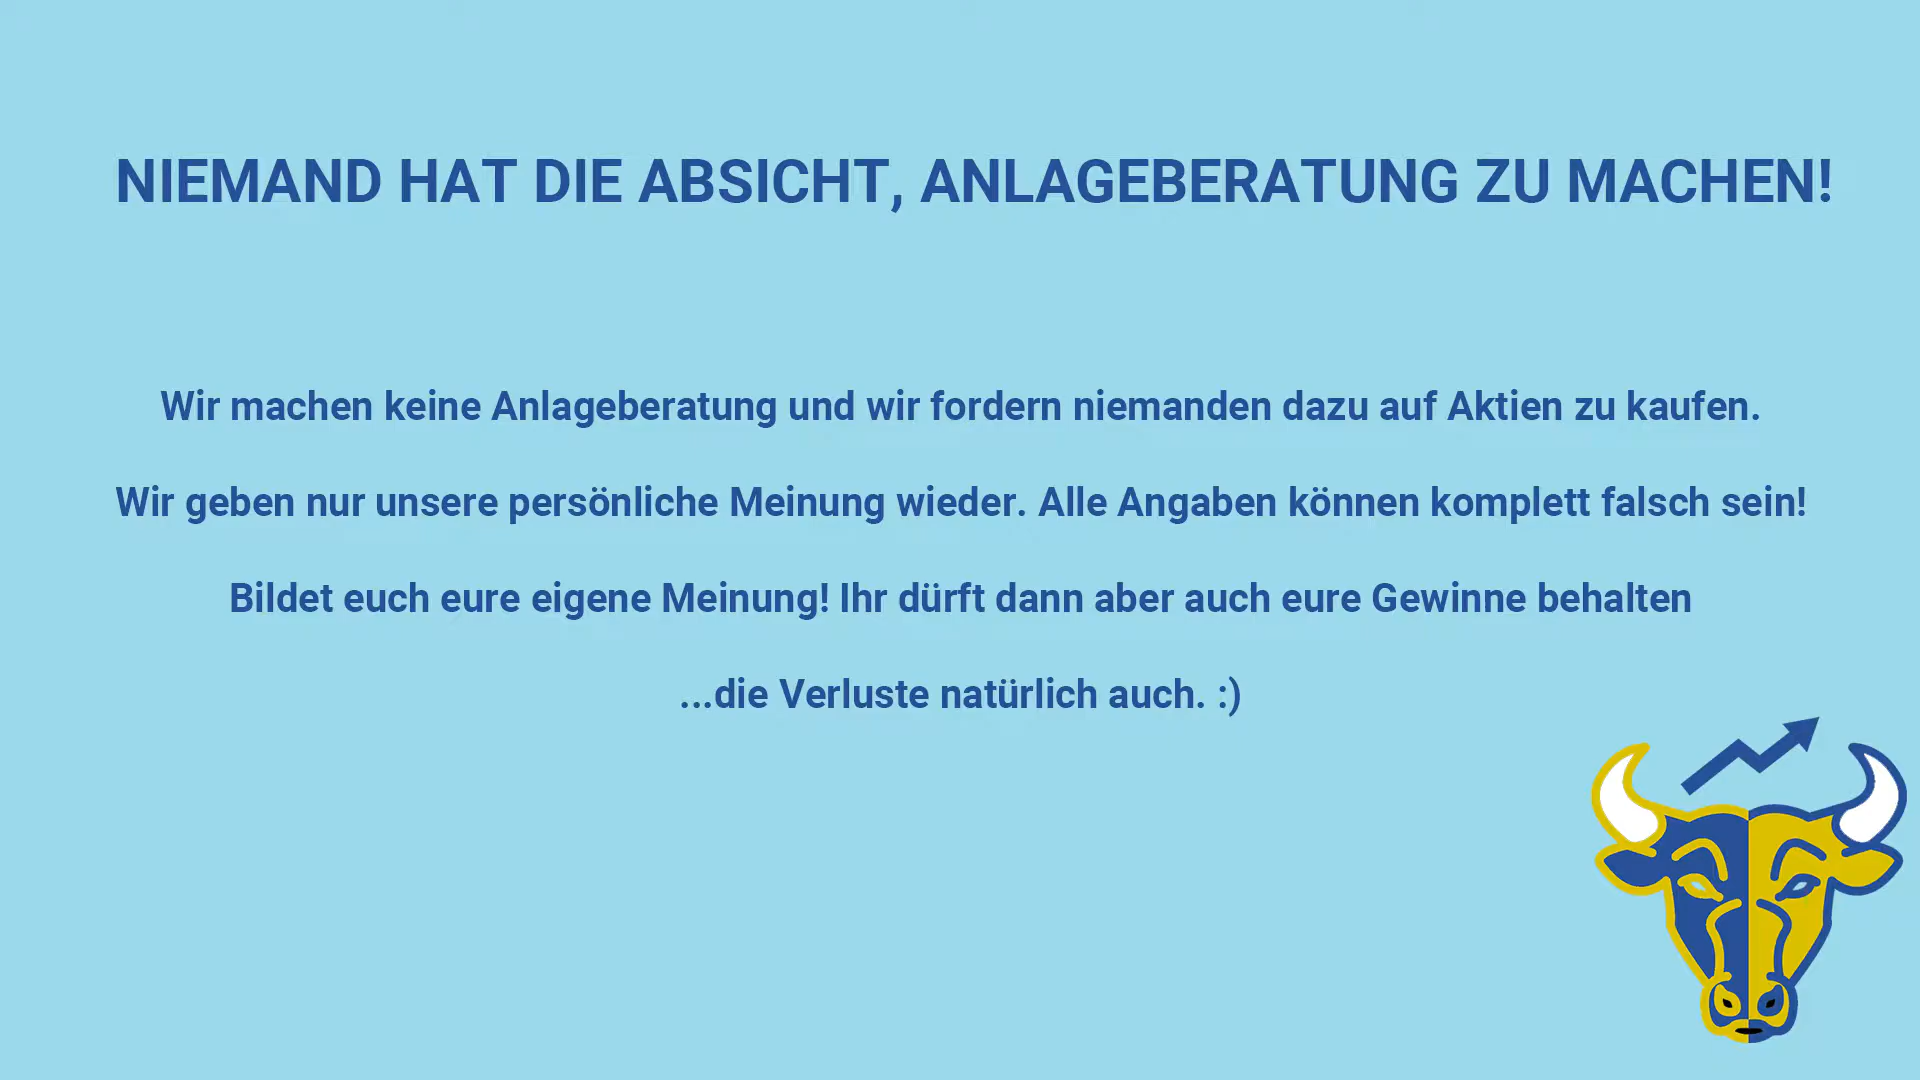 NIEMAND HAT DIE ABSICHT, ANLAGEBERATUNG ZU MACHEN!
Wir machen keine Anlageberatung und wir fordern niemanden dazu auf Aktien zu kaufen.
Wir geben nur unsere persönliche Meinung wieder. Alle Angaben können komplett falsch sein!
Bildet euch eure eigene Meinung! Ihr dürft dann aber auch eure Gewinne behalten
...die Verluste natürlich auch. :)